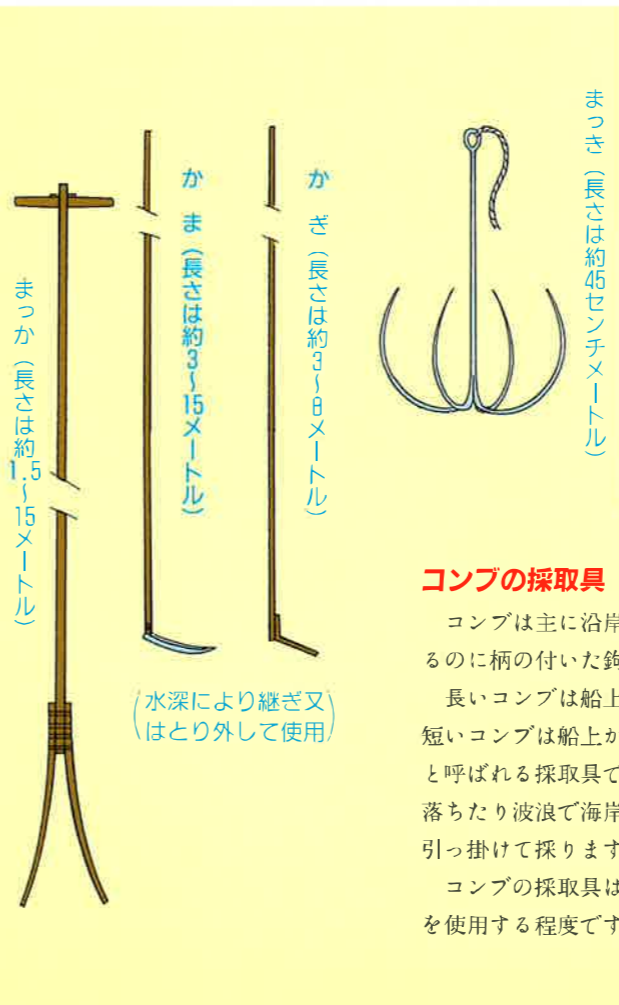 まっき（長さは約45センチメートル）
かぎ（長さは約3〜8メートル）
かま（長さは約3〜15メートル）
まっか（長さは約1.5〜15メートル）
（水深により継ぎ又
はとり外して使用）
コンブの採取具
コンブは主に沿岸
るのに柄の付いた鉤
長いコンブは船上
短いコンブは船上か
と呼ばれる採取具で
落ちたり波浪で海岸
引っ掛けて採ります
コンブの採取具は
を使用する程度です